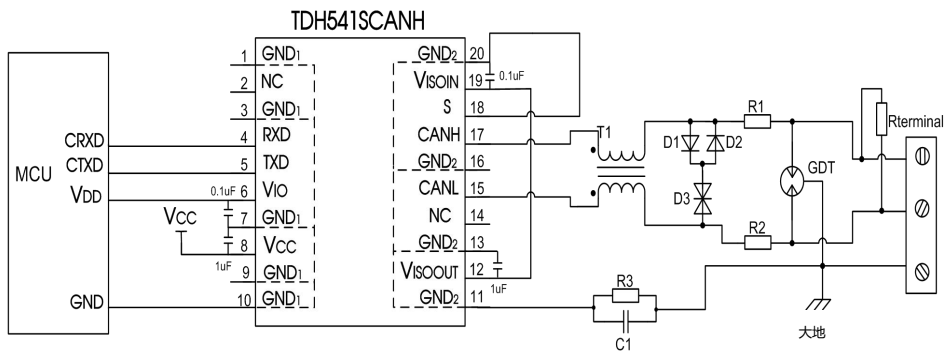 TDH541SCANH
MCU
CRXD
CTXD
VDD
GND
VCC
0.1uF
1uF
1 GND1
2 NC
3 GND1
4 RXD
5 TXD
6 VIO
7 GND1
8 VCC
9 GND1
10 GND1
GND2 20
VISOIN 19
S 18
CANH 17
GND2 16
CANL 15
NC 14
GND2 13
VISOOUT 12
GND2 11
0.1uF
1uF
T1
D1
D2
D3
R1
R2
GDT
Rterminal
R3
C1
大地